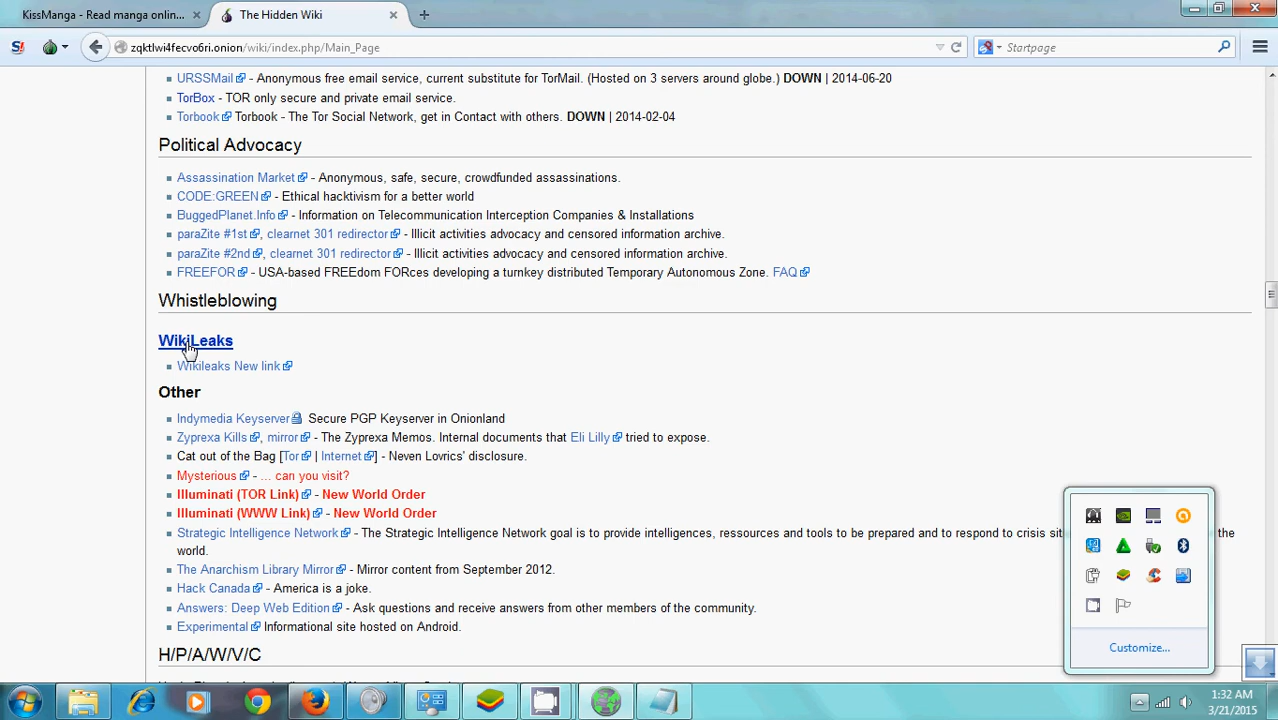 KissManga - Read manga onlin...
The Hidden Wiki
zqktlwi4fecvo6ri.onion/wiki/index.php/Main_Page
Startpage
URSSMail - Anonymous free email service, current substitute for TorMail. (Hosted on 3 servers around globe.) DOWN | 2014-06-20
TorBox - TOR only secure and private email service.
Torbook Torbook - The Tor Social Network, get in Contact with others. DOWN | 2014-02-04
Political Advocacy
Assassination Market - Anonymous, safe, secure, crowdfunded assassinations.
CODE:GREEN - Ethical hacktivism for a better world
BuggedPlanet.Info - Information on Telecommunication Interception Companies & Installations
paraZite #1st, clearnet 301 redirector - Illicit activities advocacy and censored information archive.
paraZite #2nd, clearnet 301 redirector - Illicit activities advocacy and censored information archive.
FREEFOR - USA-based FREEdom FORces developing a turnkey distributed Temporary Autonomous Zone. FAQ
Whistleblowing
WikiLeaks
Wikileaks New link
Other
Indymedia Keyserver Secure PGP Keyserver in Onionland
Zyprexa Kills, mirror - The Zyprexa Memos. Internal documents that Eli Lilly tried to expose.
Cat out of the Bag [Tor | Internet] - Neven Lovrics' disclosure.
Mysterious - ... can you visit?
Illuminati (TOR Link) - New World Order
Illuminati (WWW Link) - New World Order
Strategic Intelligence Network - The Strategic Intelligence Network goal is to provide intelligences, ressources and tools to be prepared and to respond to crisis sit the
world.
The Anarchism Library Mirror - Mirror content from September 2012.
Hack Canada - America is a joke.
Answers: Deep Web Edition - Ask questions and receive answers from other members of the community.
Experimental Informational site hosted on Android.
H/P/A/W/V/C
Customize...
1:32 AM
3/21/2015